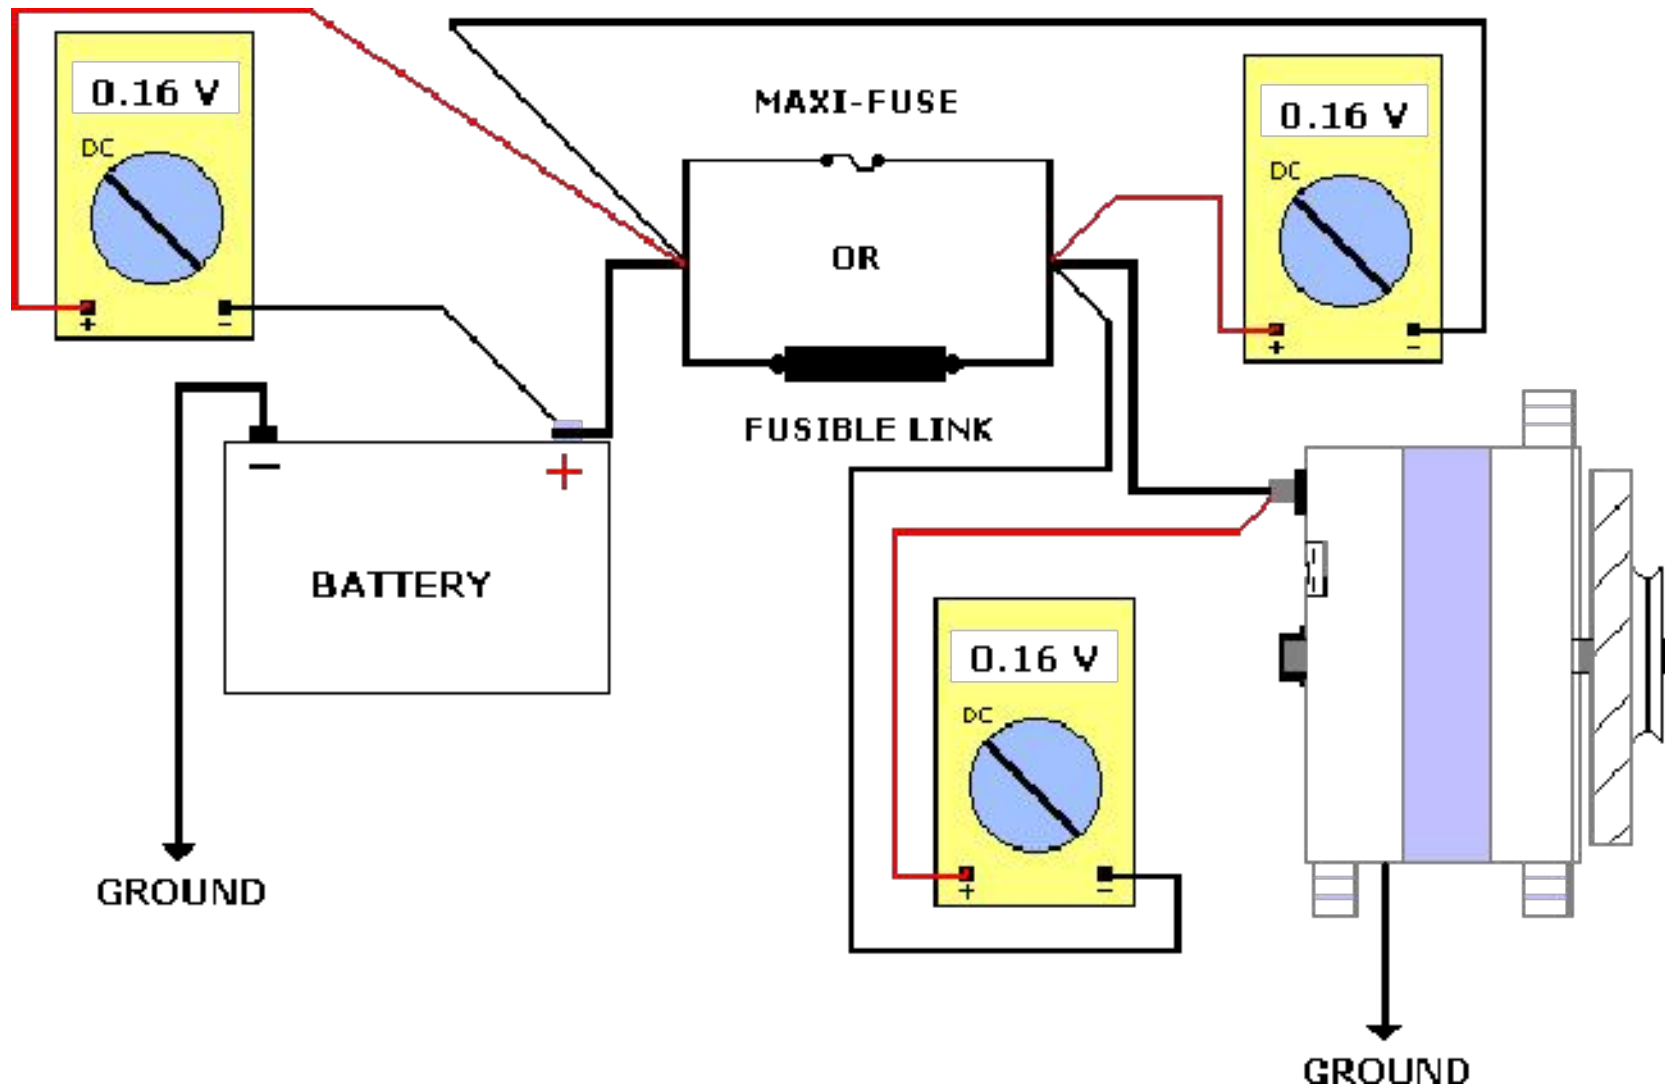 0.16 V
DC
+ -
MAXI-FUSE
OR
FUSIBLE LINK
0.16 V
DC
+ -
- +
BATTERY
GROUND
0.16 V
DC
+ -
GROUND